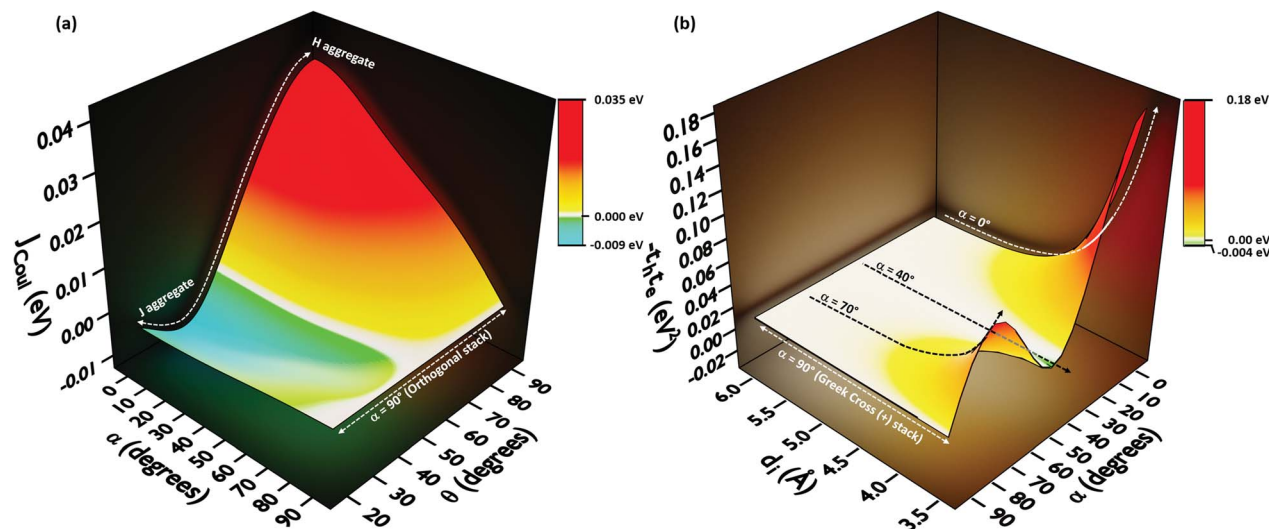 (a)
H aggregate
J aggregate
α = 90° (Orthogonal stack)
J Coul (eV)
0.04
0.03
0.02
0.01
0.00
-0.01
α (degrees)
0
10
20
30
40
50
60
70
80
90
θ (degrees)
20
30
40
50
60
70
80
90
0.035 eV
0.000 eV
-0.009 eV
(b)
α = 0°
α = 40°
α = 70°
α = 90° (Greek Cross (+) stack)
-t_h t_e (eV²)
0.18
0.16
0.14
0.12
0.10
0.08
0.06
0.04
0.02
0.00
-0.02
d_i (Å)
6.0
5.5
5.0
4.5
4.0
3.5
α (degrees)
0
10
20
30
40
50
60
70
80
90
0.18 eV
0.00 eV
-0.004 eV